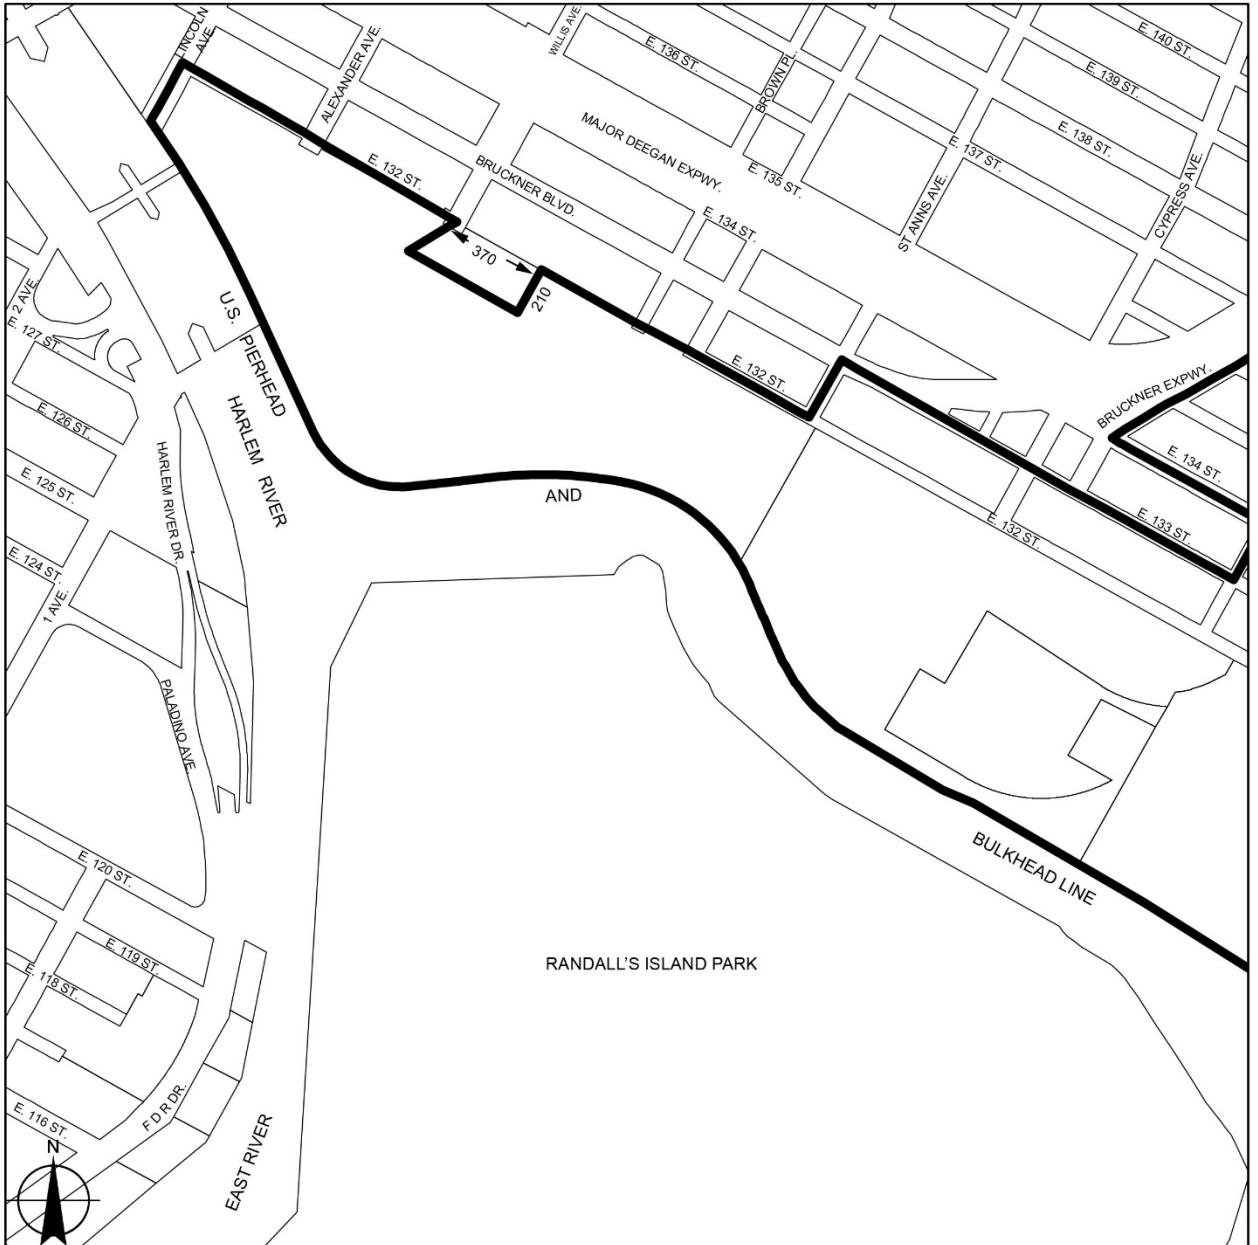 LINCOLN
AVE.
ALEXANDER AVE.
WILLIS AVE.
E. 136 ST.
BROWN PL.
E. 140 ST.
E. 139 ST.
E. 138 ST.
E. 137 ST.
MAJOR DEEGAN EXPWY.
E. 135 ST.
E. 132 ST.
BRUCKNER BLVD.
E. 134 ST.
ST ANNS AVE.
CYPRESS AVE.
370
210
2 AVE.
E. 127 ST.
U.S. PIERHEAD
E. 132 ST.
BRUCKNER EXPWY.
E. 126 ST.
HARLEM RIVER
HARLEM RIVER DR.
E. 134 ST.
E. 125 ST.
AND
E. 133 ST.
E. 132 ST.
E. 124 ST.
1 AVE.
PALADINO AVE.
BULKHEAD LINE
E. 120 ST.
E. 119 ST.
E. 118 ST.
RANDALL'S ISLAND PARK
E. 116 ST.
F D R DR.
EAST RIVER
N